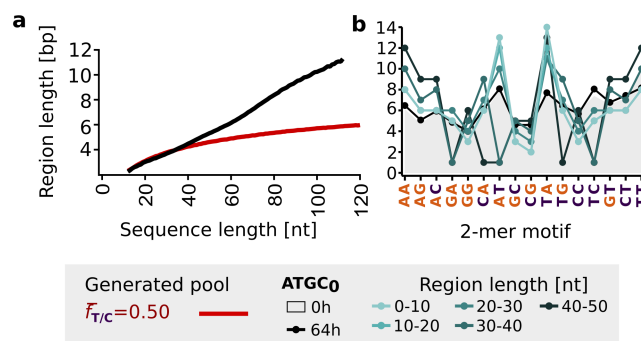 a
b
Region length [bp]
12
10
8
6
4
0
20
40
60
80
100
120
Sequence length [nt]
14
12
10
8
6
4
2
0
AA
AG
AC
GA
GG
CA
AT
GC
CG
TA
TG
CC
TC
GT
CT
2-mer motif
Generated pool
f̅T/C=0.50
ATGC0
0h
64h
Region length [nt]
0-10
10-20
20-30
30-40
40-50